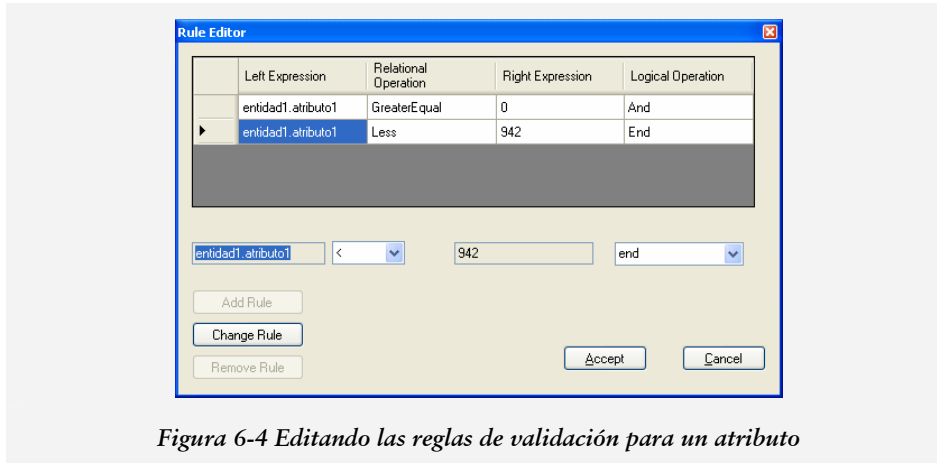 Rule Editor
Left Expression Relational Operation Right Expression Logical Operation
entidad1.atributo1 GreaterEqual 0 And
entidad1.atributo1 Less 942 End
entidad1.atributo1 < 942 end
Add Rule
Change Rule
Remove Rule
Accept Cancel
Figura 6-4 Editando las reglas de validación para un atributo